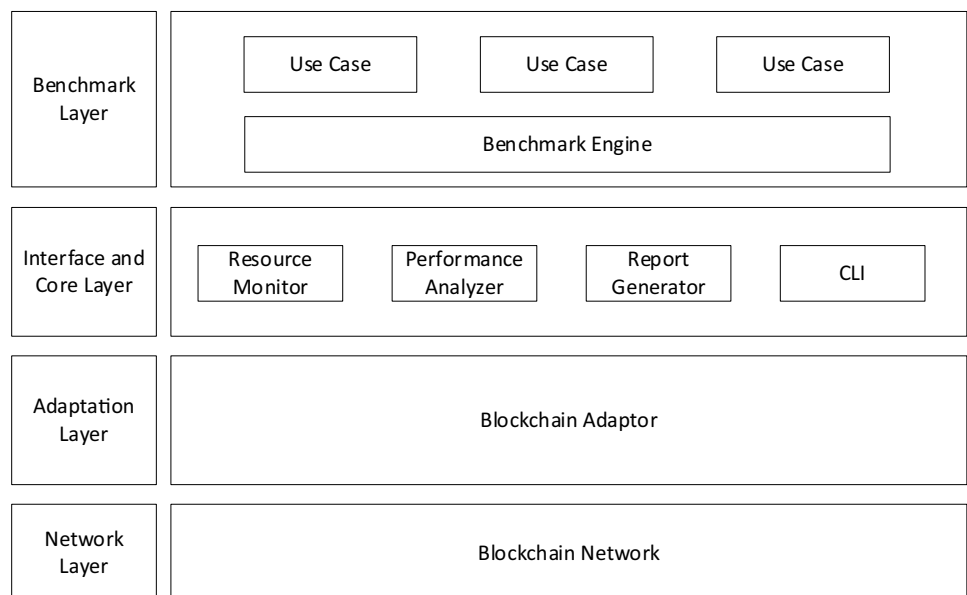 Benchmark
Layer
Use Case
Use Case
Use Case
Benchmark Engine
Interface and
Core Layer
Resource
Monitor
Performance
Analyzer
Report
Generator
CLI
Adaptation
Layer
Blockchain Adaptor
Network
Layer
Blockchain Network